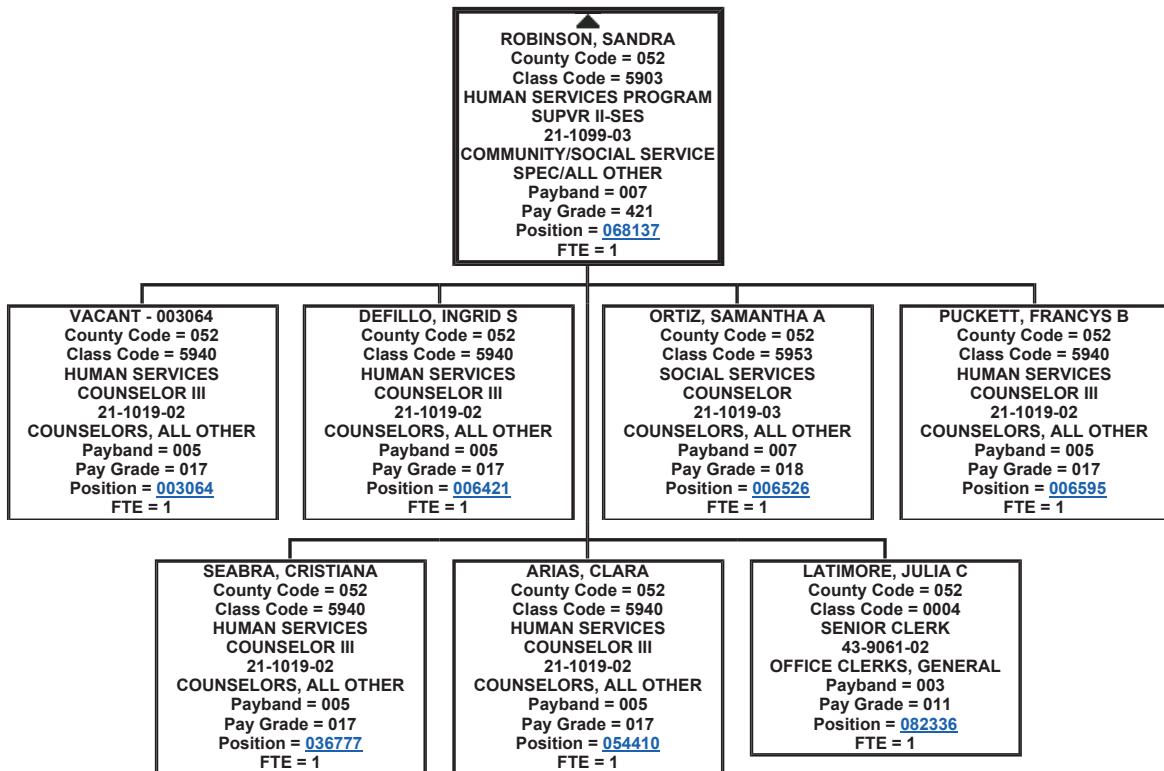 ROBINSON, SANDRA
County Code = 052
Class Code = 5903
HUMAN SERVICES PROGRAM
SUPVR II-SES
21-1099-03
COMMUNITY/SOCIAL SERVICE
SPEC/ALL OTHER
Payband = 007
Pay Grade = 421
Position = 068137
FTE = 1
VACANT - 003064
County Code = 052
Class Code = 5940
HUMAN SERVICES
COUNSELOR III
21-1019-02
COUNSELORS, ALL OTHER
Payband = 005
Pay Grade = 017
Position = 003064
FTE = 1
DEFILLO, INGRID S
County Code = 052
Class Code = 5940
HUMAN SERVICES
COUNSELOR III
21-1019-02
COUNSELORS, ALL OTHER
Payband = 005
Pay Grade = 017
Position = 006421
FTE = 1
ORTIZ, SAMANTHA A
County Code = 052
Class Code = 5953
SOCIAL SERVICES
COUNSELOR
21-1019-03
COUNSELORS, ALL OTHER
Payband = 007
Pay Grade = 018
Position = 006526
FTE = 1
PUCKETT, FRANCYS B
County Code = 052
Class Code = 5940
HUMAN SERVICES
COUNSELOR III
21-1019-02
COUNSELORS, ALL OTHER
Payband = 005
Pay Grade = 017
Position = 006595
FTE = 1
SEABRA, CRISTIANA
County Code = 052
Class Code = 5940
HUMAN SERVICES
COUNSELOR III
21-1019-02
COUNSELORS, ALL OTHER
Payband = 005
Pay Grade = 017
Position = 036777
FTE = 1
ARIAS, CLARA
County Code = 052
Class Code = 5940
HUMAN SERVICES
COUNSELOR III
21-1019-02
COUNSELORS, ALL OTHER
Payband = 005
Pay Grade = 017
Position = 054410
FTE = 1
LATIMORE, JULIA C
County Code = 052
Class Code = 0004
SENIOR CLERK
43-9061-02
OFFICE CLERKS, GENERAL
Payband = 003
Pay Grade = 011
Position = 082336
FTE = 1